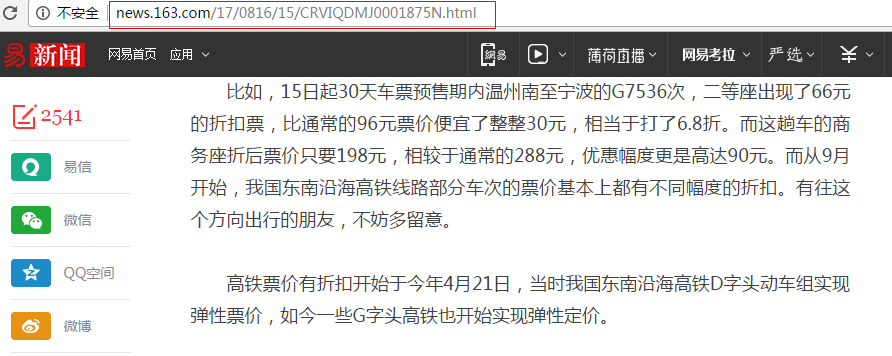 不安全 news.163.com/17/0816/15/CRVIQDMJ0001875N.html
易 新闻 网易首页 应用 網易 薄荷直播 网易考拉 严选
2541
比如，15日起30天车票预售期内温州南至宁波的G7536次，二等座出现了66元
的折扣票，比通常的96元票价便宜了整整30元，相当于打了6.8折。而这趟车的商
务座折后票价只要198元，相较于通常的288元，优惠幅度更是高达90元。而从9月
开始，我国东南沿海高铁线路部分车次的票价基本上都有不同幅度的折扣。有往这
个方向出行的朋友，不妨多留意。
高铁票价有折扣开始于今年4月21日，当时我国东南沿海高铁D字头动车组实现
弹性票价，如今一些G字头高铁也开始实现弹性定价。
易信
微信
QQ空间
微博